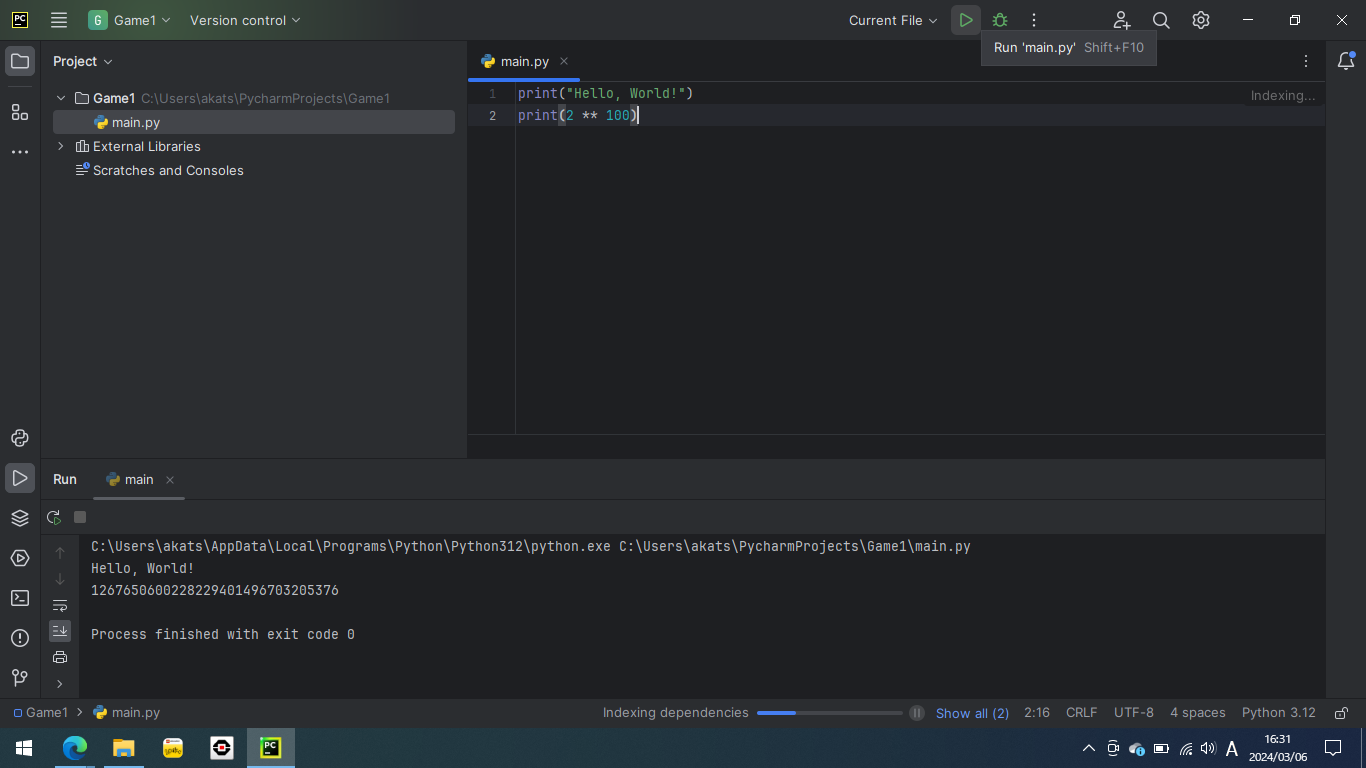 PC
G Game1
Version control
Current File
Run 'main.py' Shift+F10
Project
main.py
Game1 C:\Users\akats\PycharmProjects\Game1
main.py
External Libraries
Scratches and Consoles
1 print("Hello, World!")
Indexing...
2 print(2 ** 100)
Run
main
C:\Users\akats\AppData\Local\Programs\Python\Python312\python.exe C:\Users\akats\PycharmProjects\Game1\main.py
Hello, World!
1267650600228229401496703205376
Process finished with exit code 0
Game1 > main.py
Indexing dependencies
Show all (2)
2:16
CRLF
UTF-8
4 spaces
Python 3.12
PC
A
16:31
2024/03/06